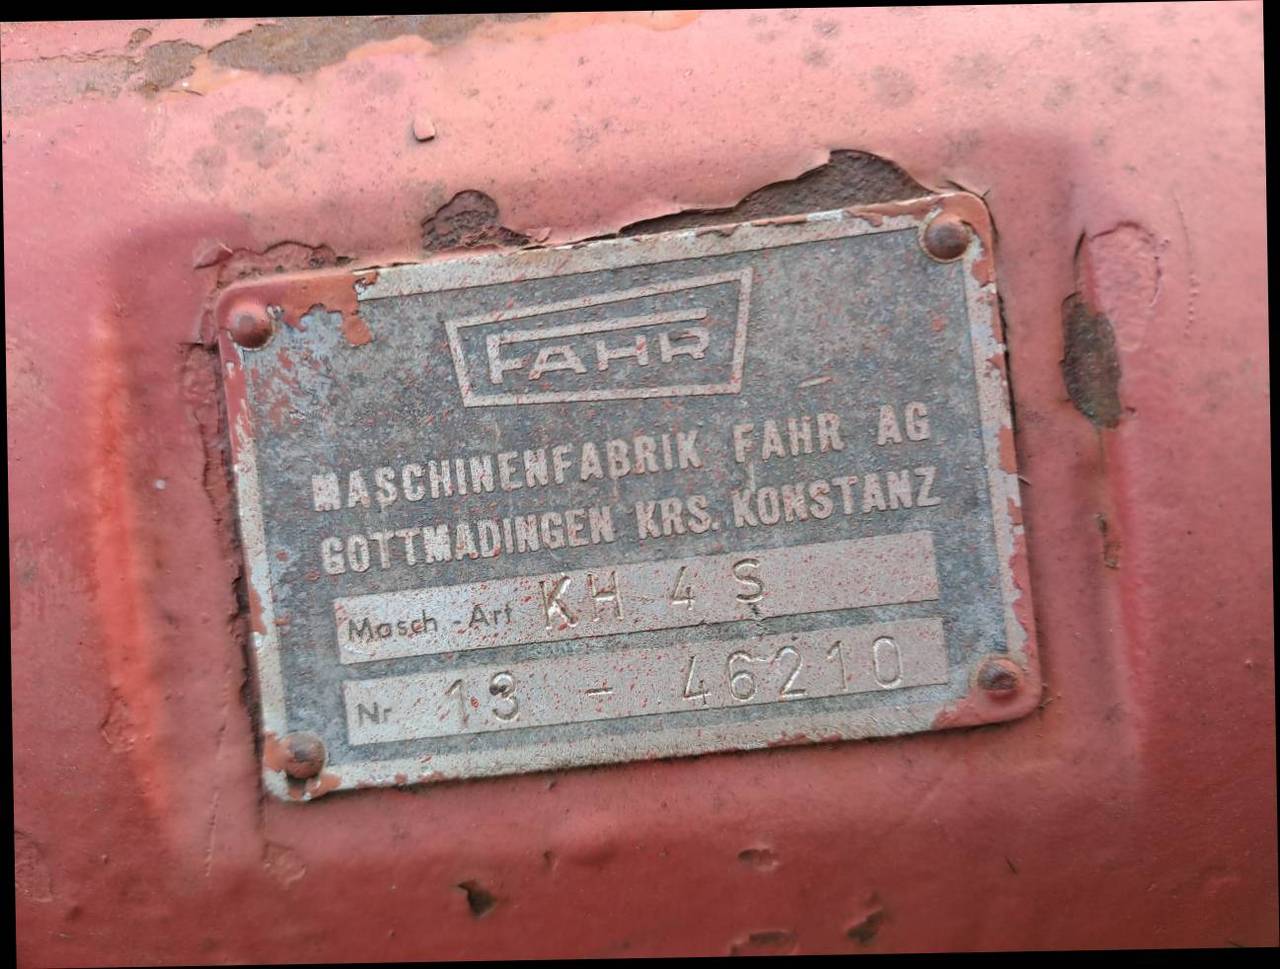 FAHR
MASCHINENFABRIK FAHR AG
GOTTMADINGEN KRS. KONSTANZ
Masch.-Art KH 4 S
Nr 13 - 46210